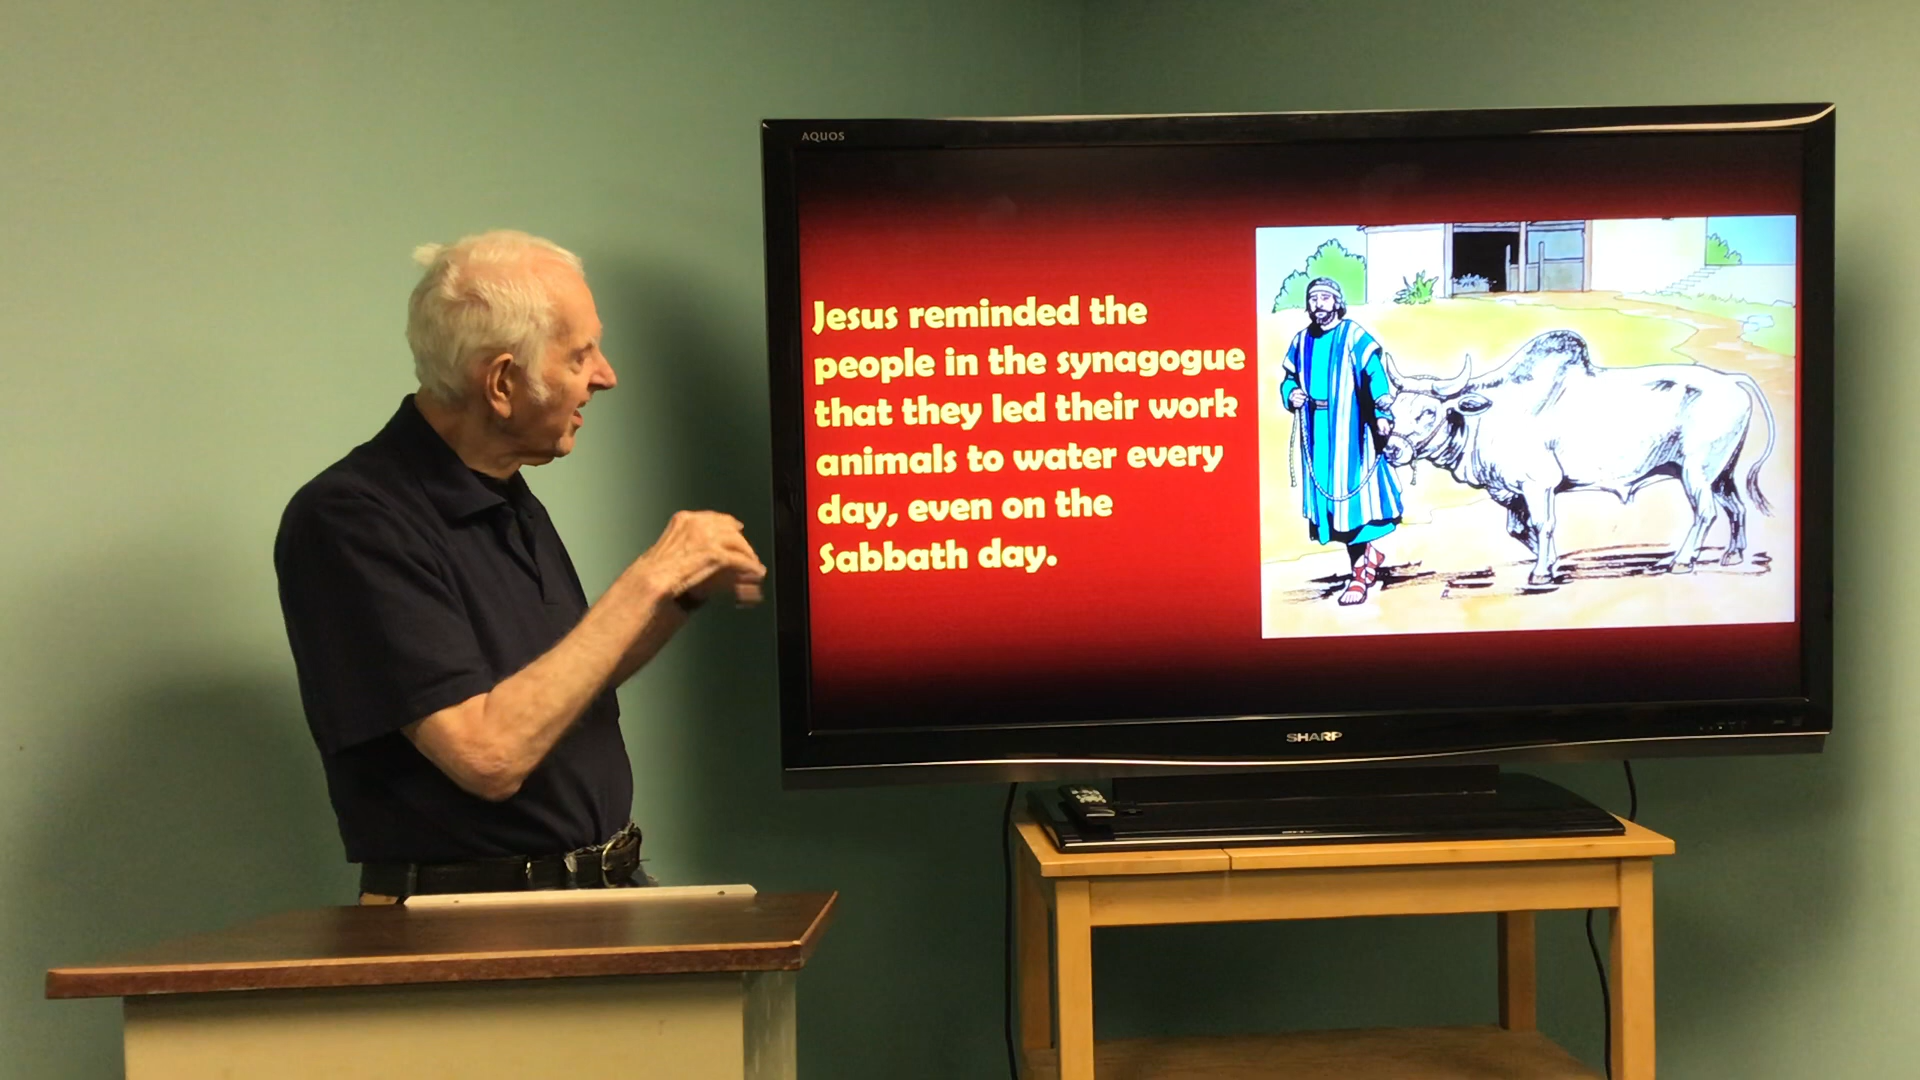 AQUOS
Jesus reminded the
people in the synagogue
that they led their work
animals to water every
day, even on the
Sabbath day.
SHARP